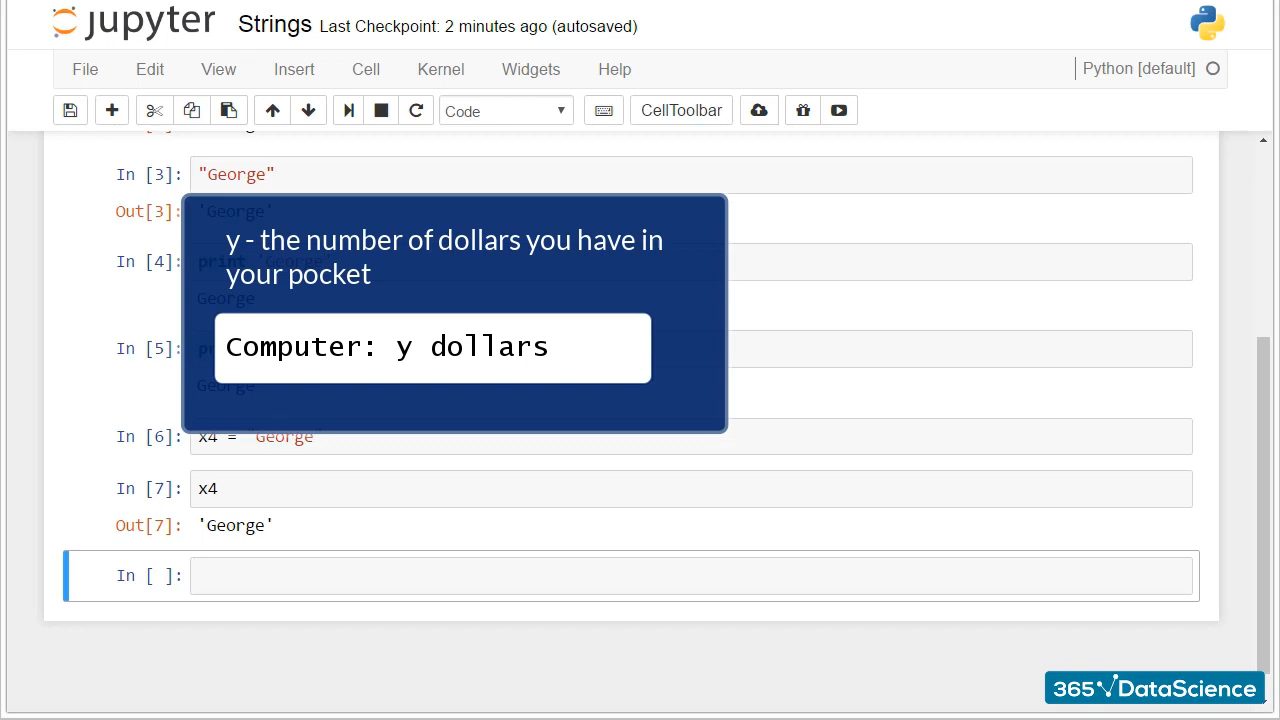 jupyter Strings Last Checkpoint: 2 minutes ago (autosaved)
File Edit View Insert Cell Kernel Widgets Help Python [default]
Code CellToolbar
In [3]: "George"
Out[3]: 'George'
y - the number of dollars you have in
your pocket
In [4]: print 'George'
George
Computer: y dollars
In [5]:
George
In [6]: x4 = "George"
In [7]: x4
Out[7]: 'George'
In [ ]:
365 DataScience